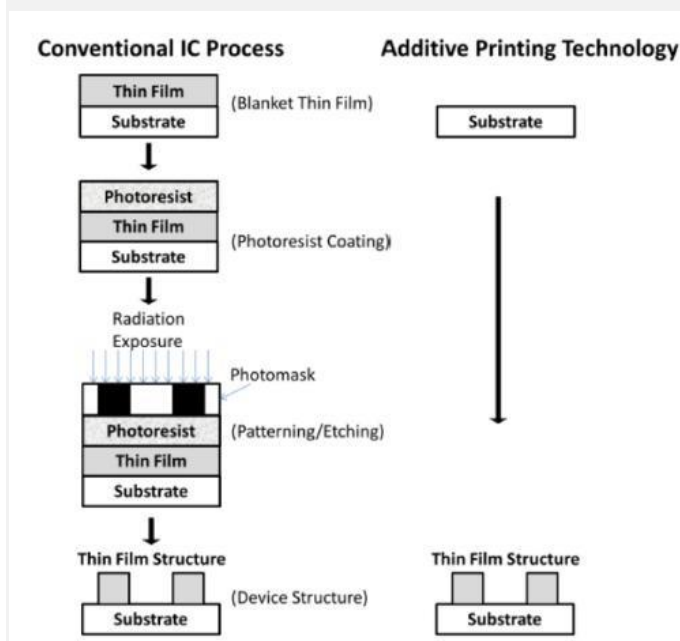 Conventional IC Process
Additive Printing Technology
Thin Film
Substrate
(Blanket Thin Film)
Substrate
Photoresist
Thin Film
Substrate
(Photoresist Coating)
Radiation
Exposure
Photomask
Photoresist
Thin Film
Substrate
(Patterning/Etching)
Thin Film Structure
Substrate
(Device Structure)
Thin Film Structure
Substrate